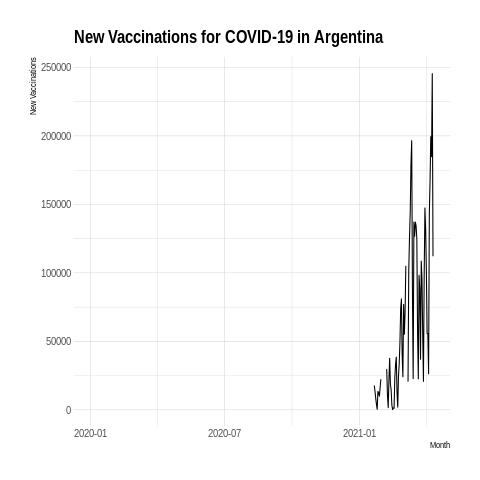 New Vaccinations for COVID-19 in Argentina
New Vaccinations
250000
200000
150000
100000
50000
0
2020-01 2020-07 2021-01
Month